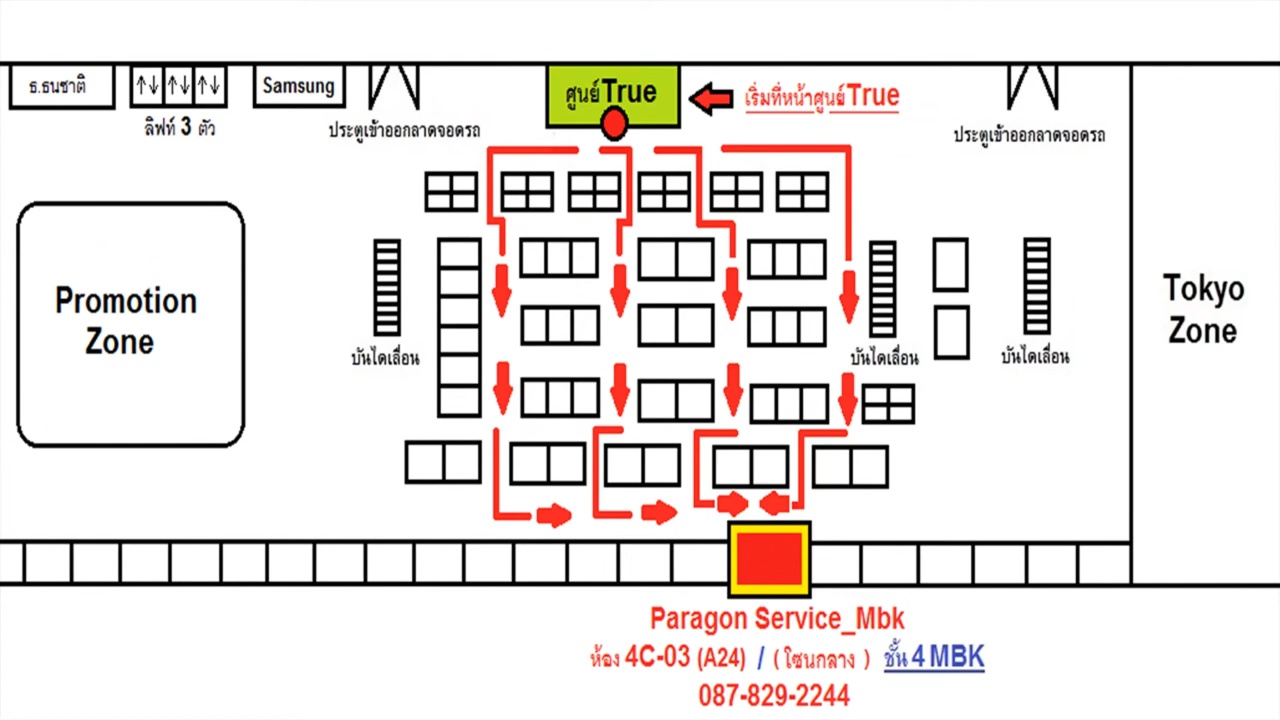 ธ.ธนชาติ
↑↓ ↑↓ ↑↓
ลิฟท์ 3 ตัว
Samsung
ประตูเข้าออกลาดจอดรถ
ศูนย์ True
เริ่มที่หน้าศูนย์ True
ประตูเข้าออกลาดจอดรถ
Promotion
Zone
บันไดเลื่อน
บันไดเลื่อน
บันไดเลื่อน
Tokyo
Zone
Paragon Service_Mbk
ห้อง 4C-03 (A24) / ( โซนกลาง ) ชั้น 4 MBK
087-829-2244